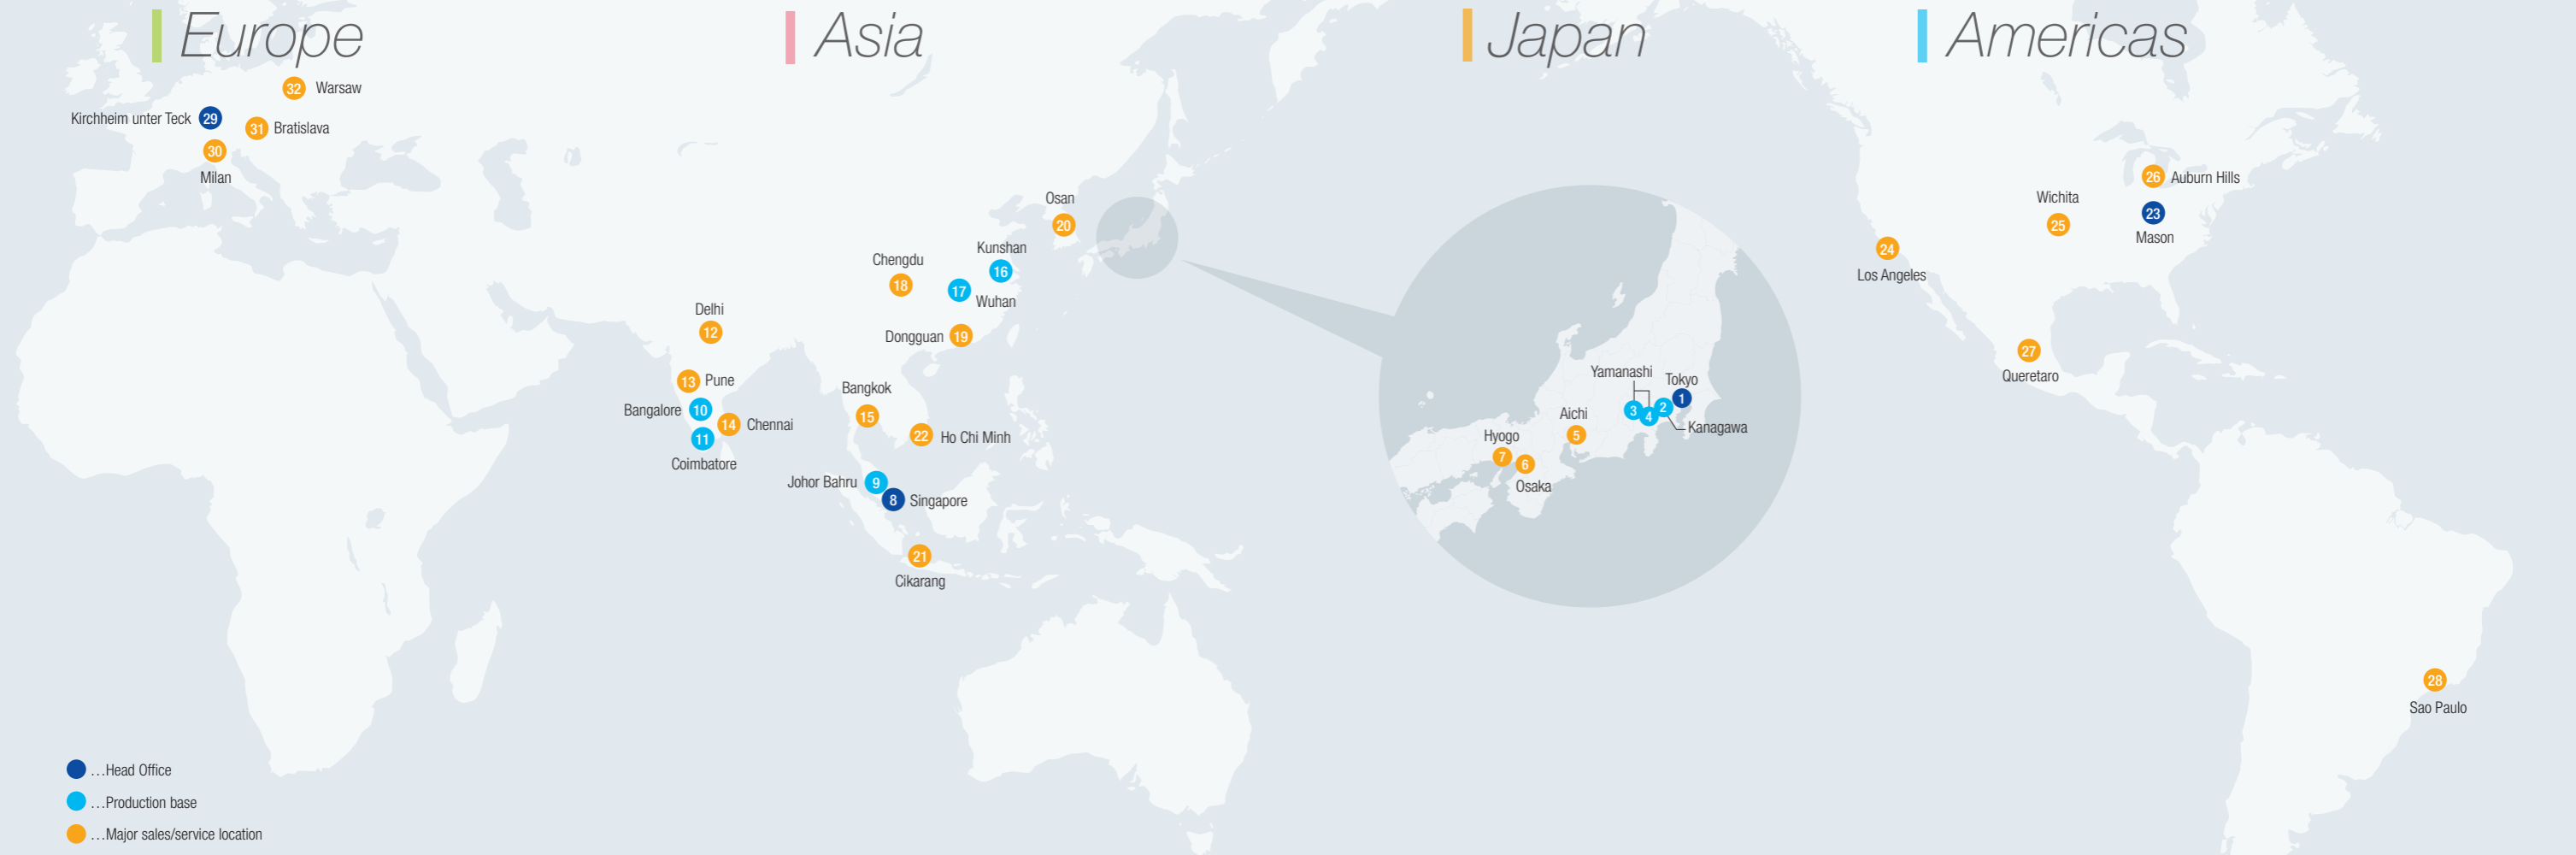 Europe
Asia
Japan
Americas
32 Warsaw
Kirchheim unter Teck 29
31 Bratislava
30
Milan
Osan
20
Kunshan
16
Chengdu
18
17
Wuhan
Delhi
12
Dongguan 19
13 Pune
Bangkok
15
Bangalore 10
14 Chennai
22 Ho Chi Minh
11
Coimbatore
Johor Bahru 9
8 Singapore
21
Cikarang
Yamanashi
Tokyo
1
2
3
4
Kanagawa
Aichi
5
Hyogo
7
6
Osaka
26 Auburn Hills
Wichita
25
23
Mason
24
Los Angeles
27
Queretaro
28
Sao Paulo
...Head Office
...Production base
...Major sales/service location